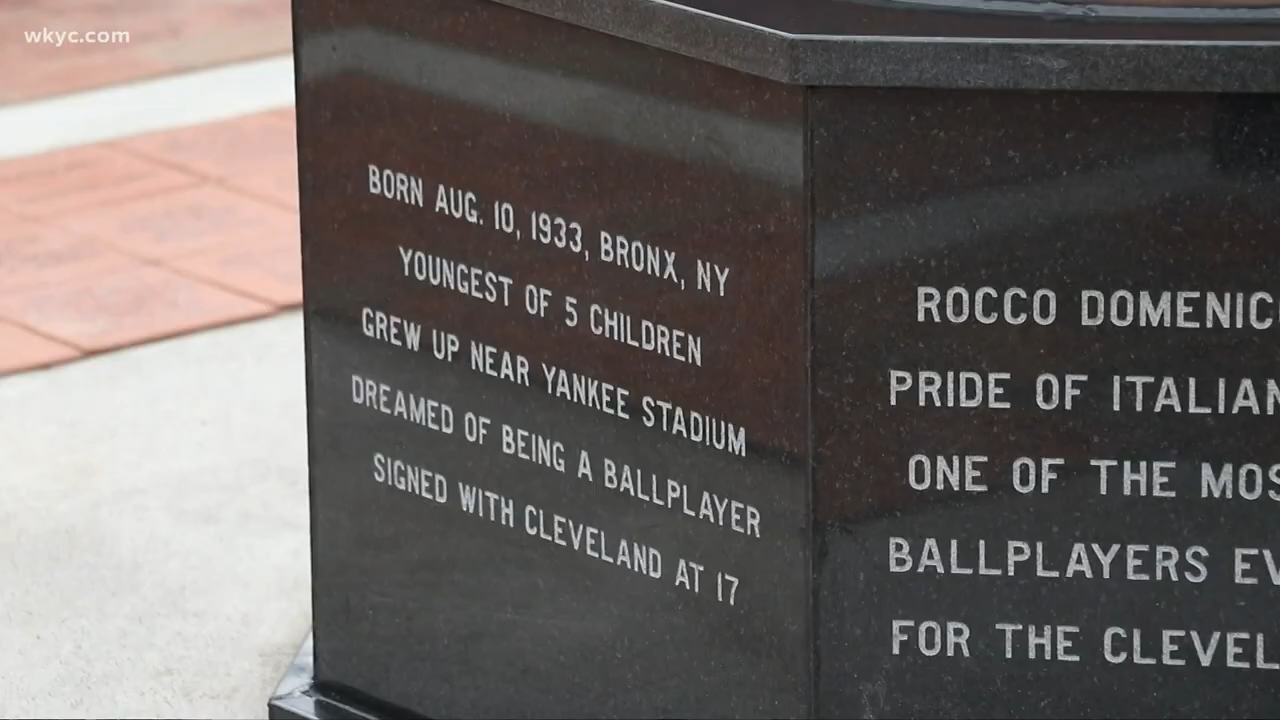 wkyc.com
BORN AUG. 10, 1933, BRONX, NY
YOUNGEST OF 5 CHILDREN
GREW UP NEAR YANKEE STADIUM
DREAMED OF BEING A BALLPLAYER
SIGNED WITH CLEVELAND AT 17
ROCCO DOMENIC
PRIDE OF ITALIAN
ONE OF THE MOS
BALLPLAYERS EV
FOR THE CLEVEL